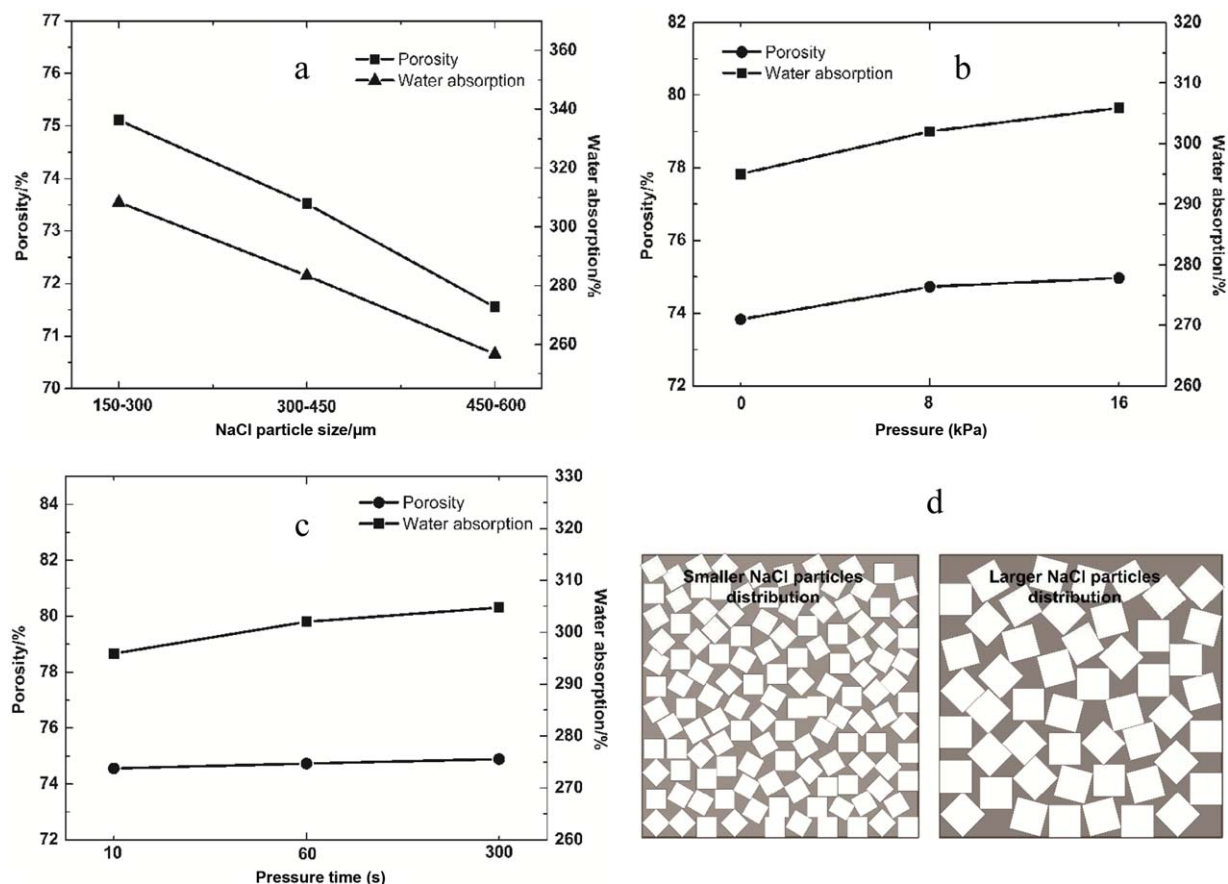 77
76
75
74
73
72
71
70
Porosity/%
a
Porosity
Water absorption
360
340
320
300
280
260
Water absorption/%
150-300
300-450
450-600
NaCl particle size/μm
82
80
78
76
74
72
Porosity/%
Porosity
Water absorption
b
320
310
300
290
280
270
260
Water absorption/%
0
8
16
Pressure (kPa)
84
82
80
78
76
74
72
Porosity/%
c
Porosity
Water absorption
330
320
310
300
290
280
270
260
Water absorption/%
10
60
300
Pressure time (s)
d
Smaller NaCl particles
distribution
Larger NaCl particles
distribution